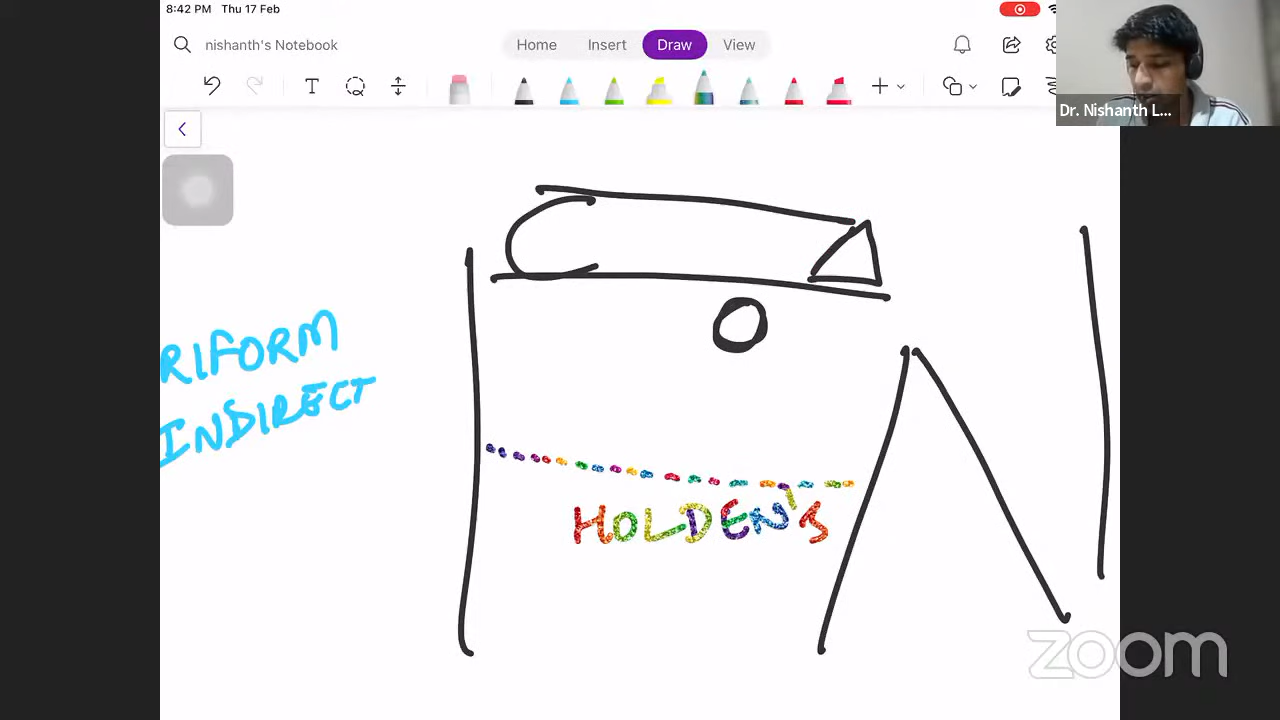 8:42 PM Thu 17 Feb
nishanth's Notebook
Home Insert Draw View
T
Dr. Nishanth L...
RIFORM
INDIRECT
HOLDEN'S
zoom